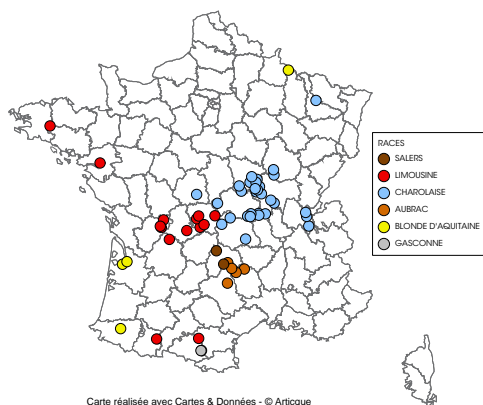 RACES
SALERS
LIMOUSINE
CHAROLAISE
AUBRAC
BLONDE D'AQUITAINE
GASCONNE
Carte réalisée avec Cartes & Données - © Articque